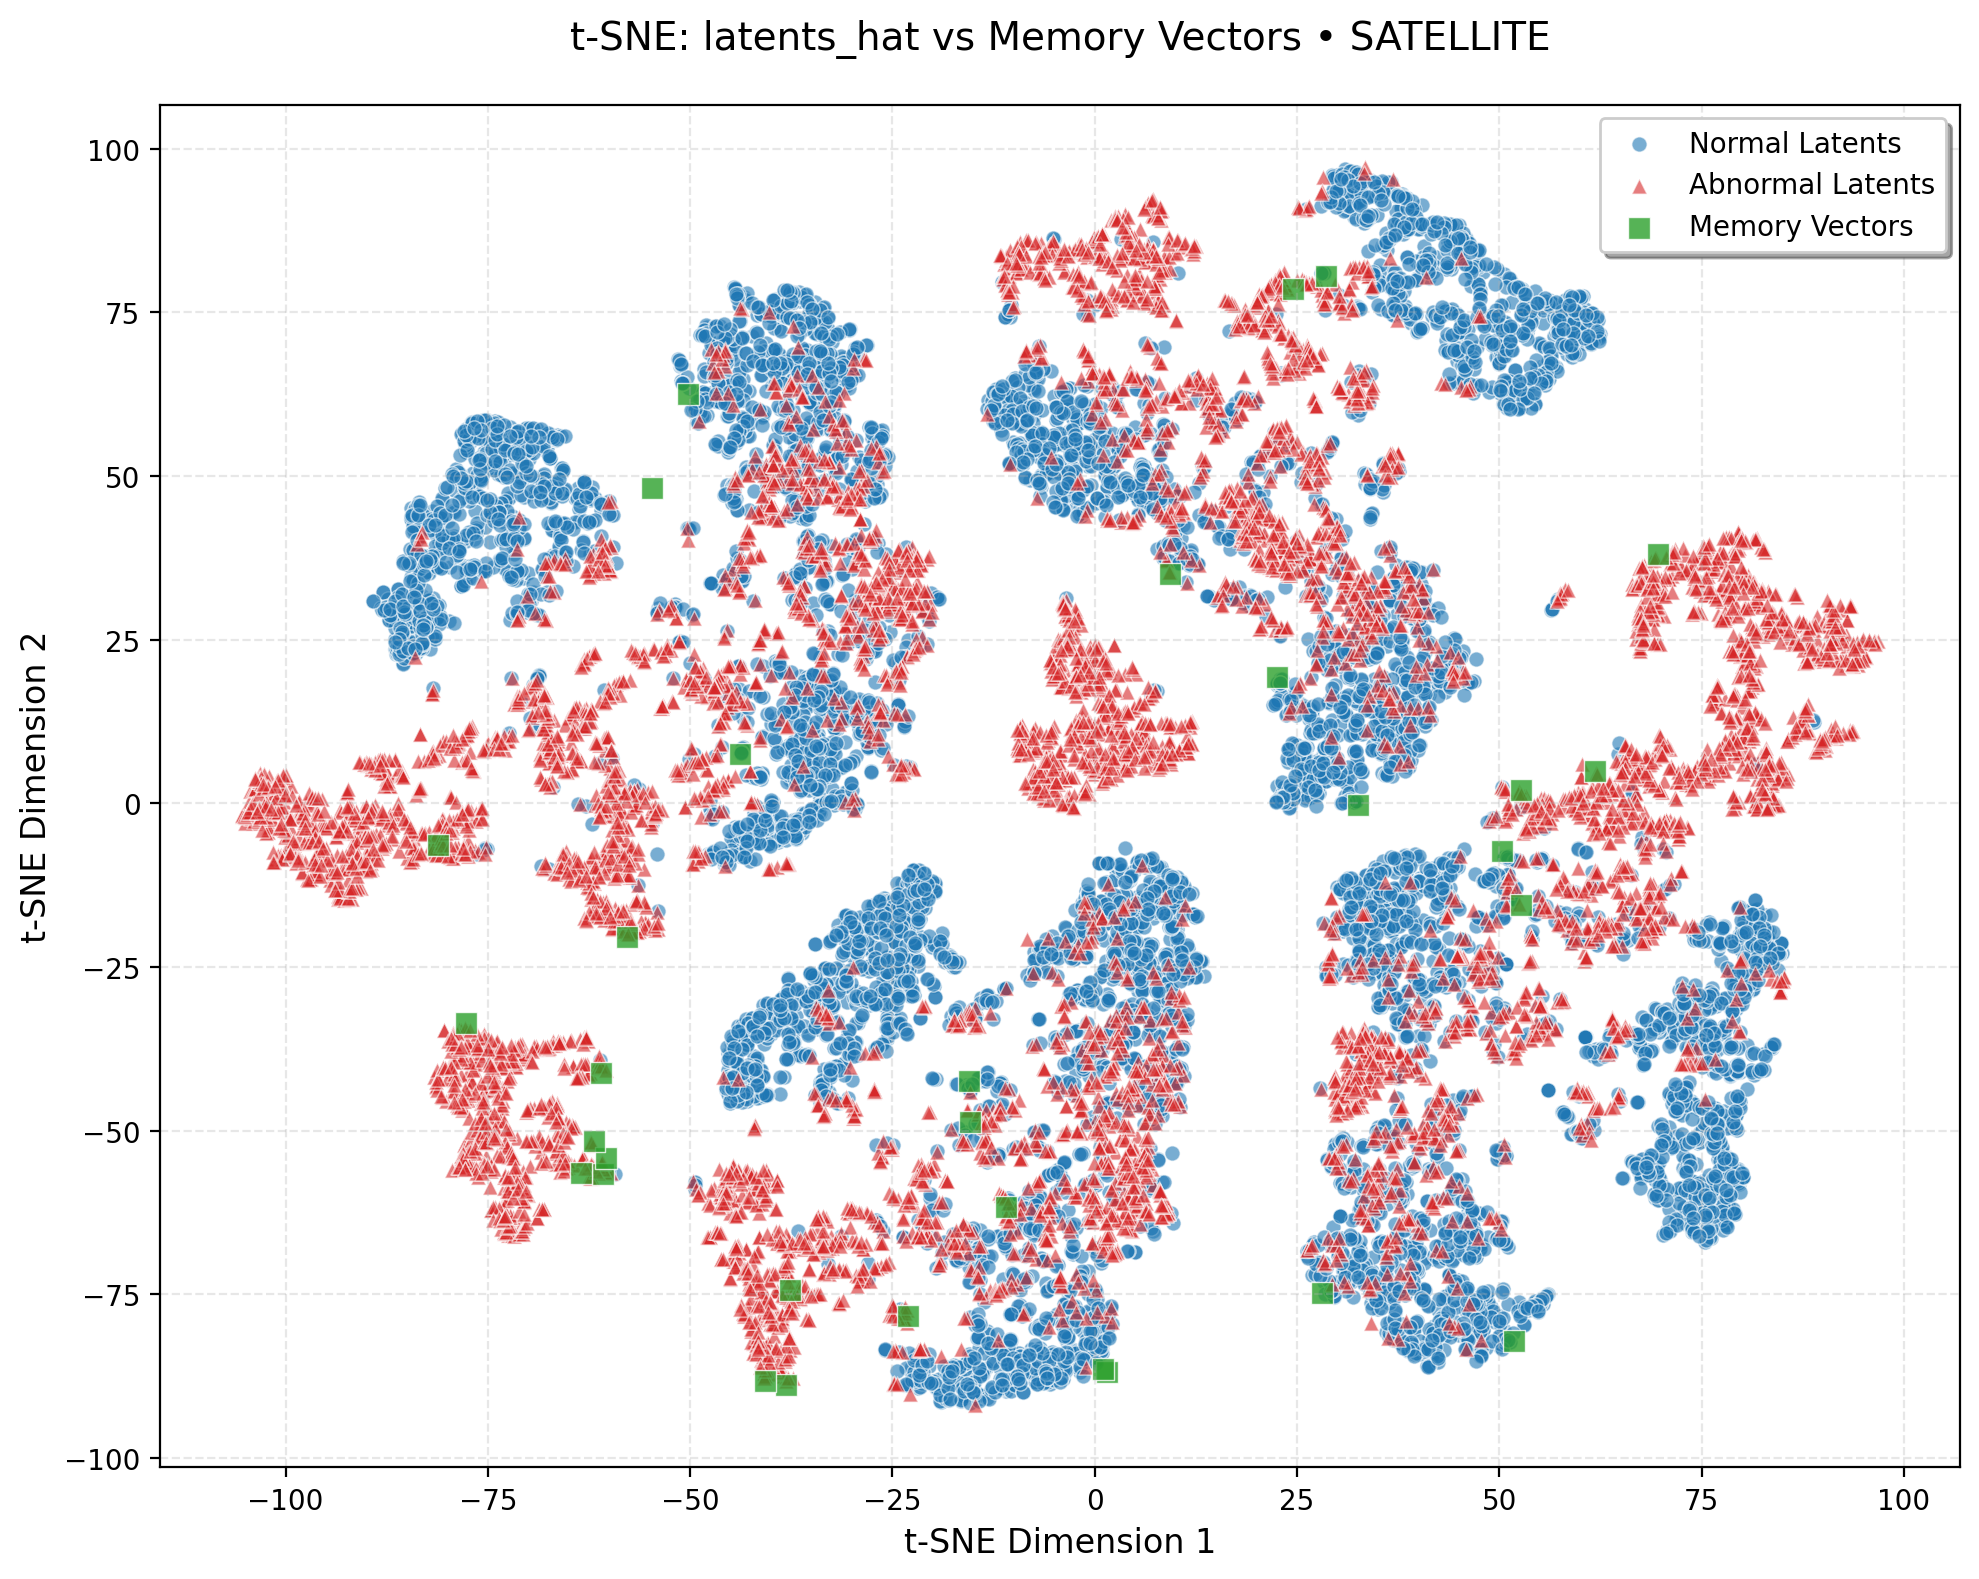 t-SNE: latents_hat vs Memory Vectors • SATELLITE
Normal Latents
Abnormal Latents
Memory Vectors
100
75
50
25
0
−25
−50
−75
−100
t-SNE Dimension 2
−100 −75 −50 −25 0 25 50 75 100
t-SNE Dimension 1